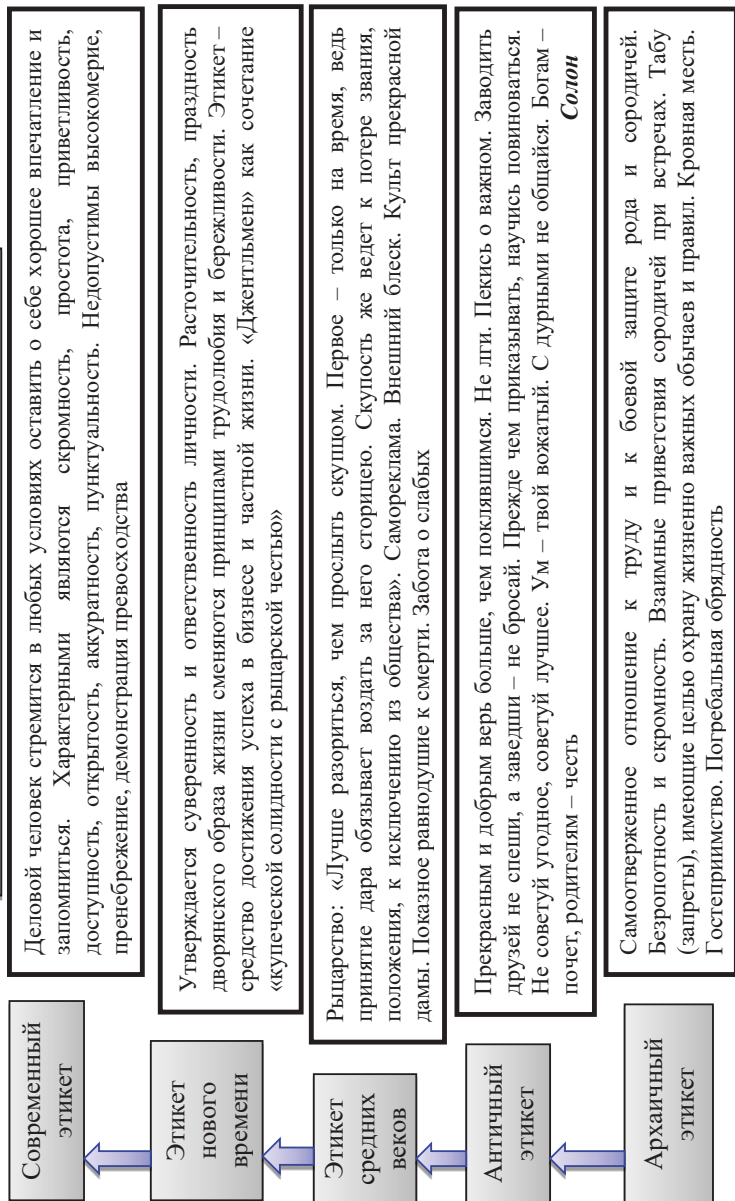 Современный
этикет
Деловой человек стремится в любых условиях оставить о себе хорошее впечатление и
запомниться. Характерными являются скромность, простота, приветливость,
доступность, открытость, аккуратность, пунктуальность. Недопустимы высокомерие,
пренебрежение, демонстрация превосходства
Этикет
нового
времени
Утверждается суверенность и ответственность личности. Расточительность, праздность
дворянского образа жизни сменяются принципами трудолюбия и бережливости. Этикет –
средство достижения успеха в бизнесе и частной жизни. «Джентльмен» как сочетание
«купеческой солидности с рыцарской честью»
Этикет
средних
веков
Рыцарство: «Лучше разориться, чем прослыть скупцом. Первое – только на время, ведь
принятие дара обязывает воздать за него сторицею. Скупость же ведет к потере звания,
положения, к исключению из общества». Самореклама. Внешний блеск. Культ прекрасной
дамы. Показное равнодушие к смерти. Забота о слабых
Античный
этикет
Прекрасным и добрым верь больше, чем поклявшимся. Не лги. Пекись о важном. Заводить
друзей не спеши, а заведши – не бросай. Прежде чем приказывать, научись повиноваться.
Не советуй угодное, советуй лучшее. Ум – твой вожатый. С дурными не общайся. Богам –
почет, родителям – честь
Солон
Архаичный
этикет
Самоотверженное отношение к труду и к боевой защите рода и сородичей.
Безропотность и скромность. Взаимные приветствия сородичей при встречах. Табу
(запреты), имеющие целью охрану жизненно важных обычаев и правил. Кровная месть.
Гостеприимство. Погребальная обрядность